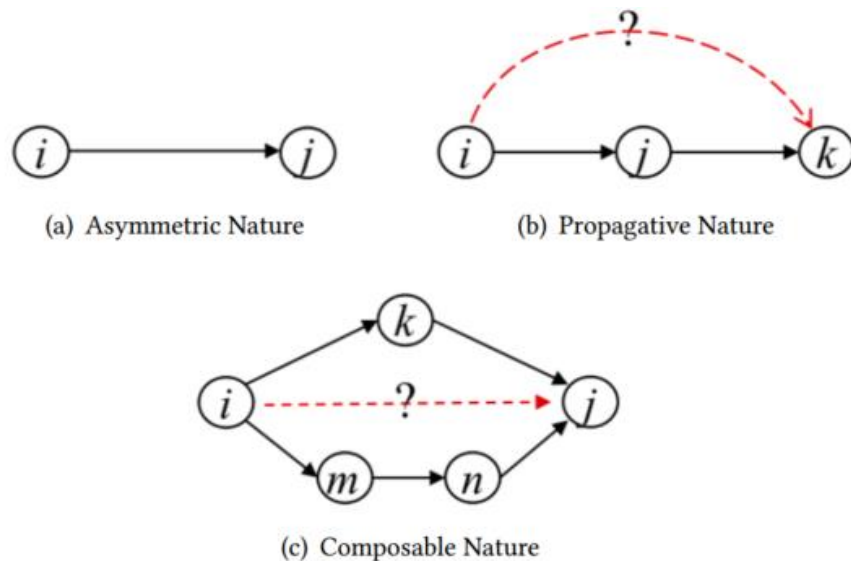 ?
i j
i j k
(a) Asymmetric Nature
(b) Propagative Nature
k
i ? j
m n
(c) Composable Nature